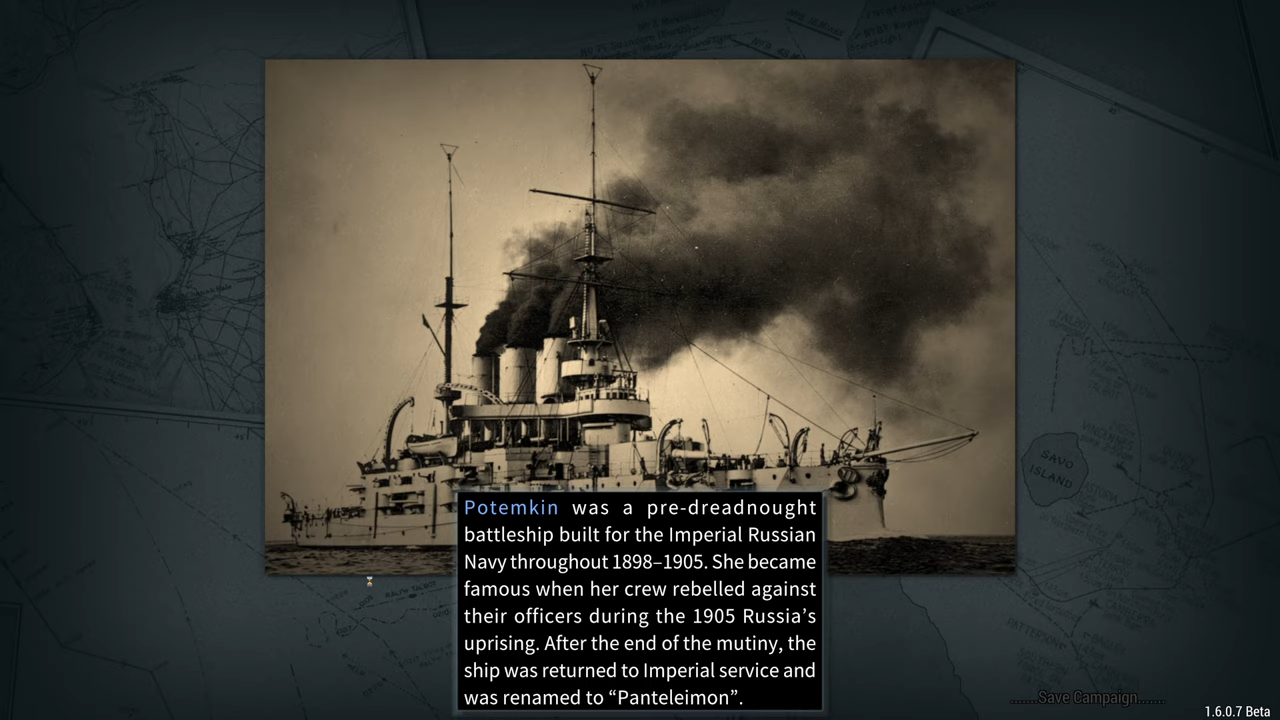 SAVO
ISLAND
Potemkin was a pre-dreadnought
battleship built for the Imperial Russian
Navy throughout 1898–1905. She became
famous when her crew rebelled against
their officers during the 1905 Russia’s
uprising. After the end of the mutiny, the
ship was returned to Imperial service and
was renamed to “Panteleimon”.
.......Save Campaign.......
1.6.0.7 Beta